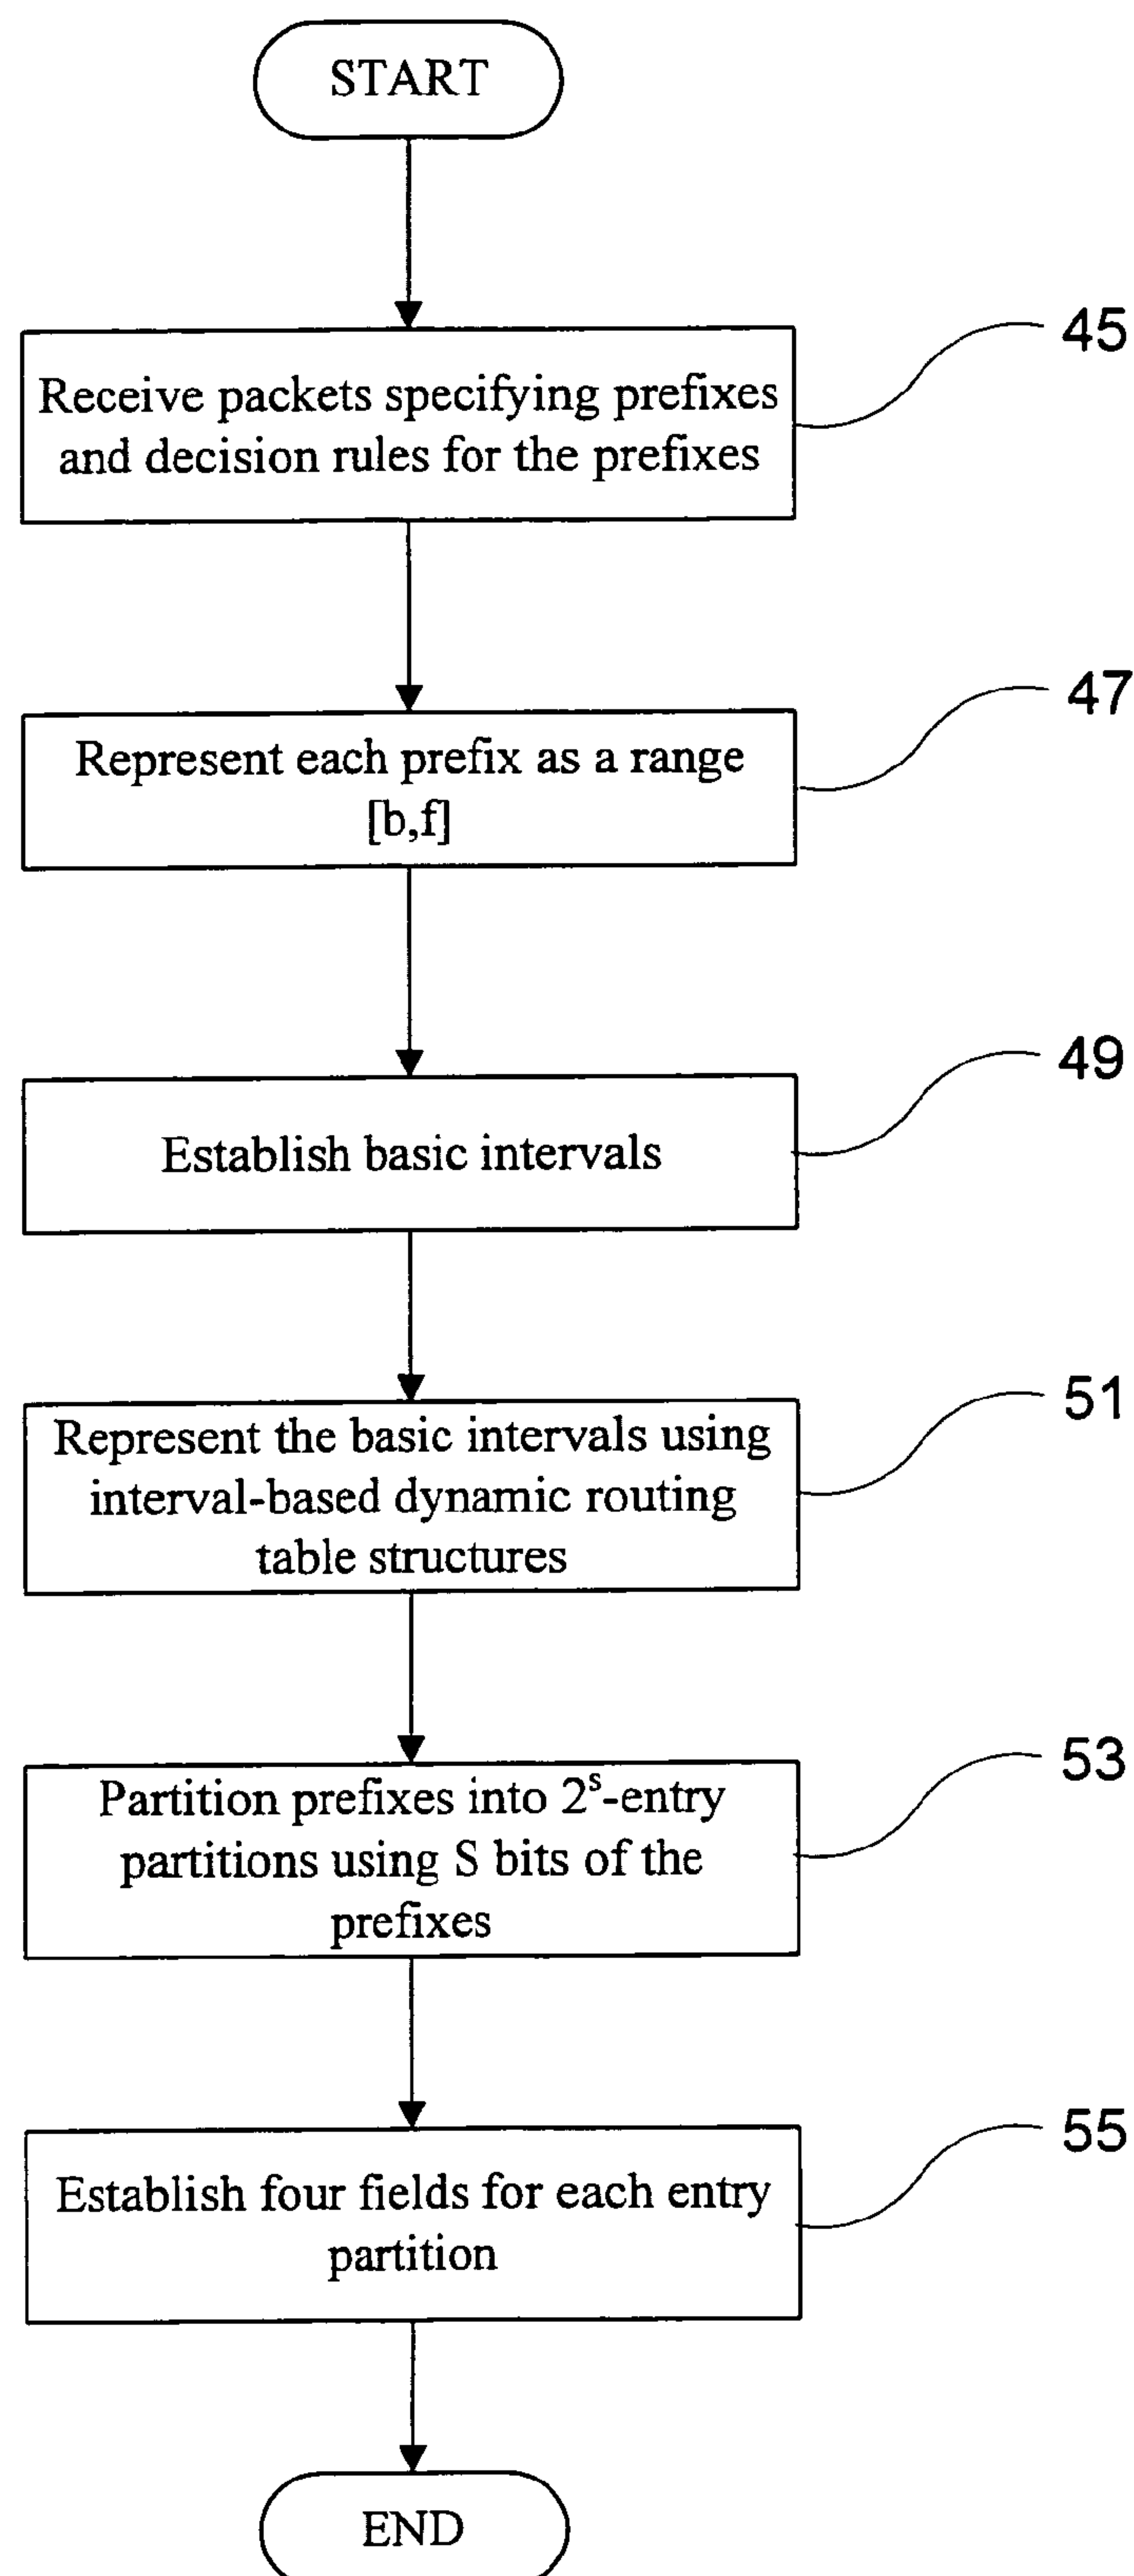 START
45
Receive packets specifying prefixes
and decision rules for the prefixes
47
Represent each prefix as a range
[b,f]
49
Establish basic intervals
51
Represent the basic intervals using
interval-based dynamic routing
table structures
53
Partition prefixes into 2ˢ-entry
partitions using S bits of the
prefixes
55
Establish four fields for each entry
partition
END